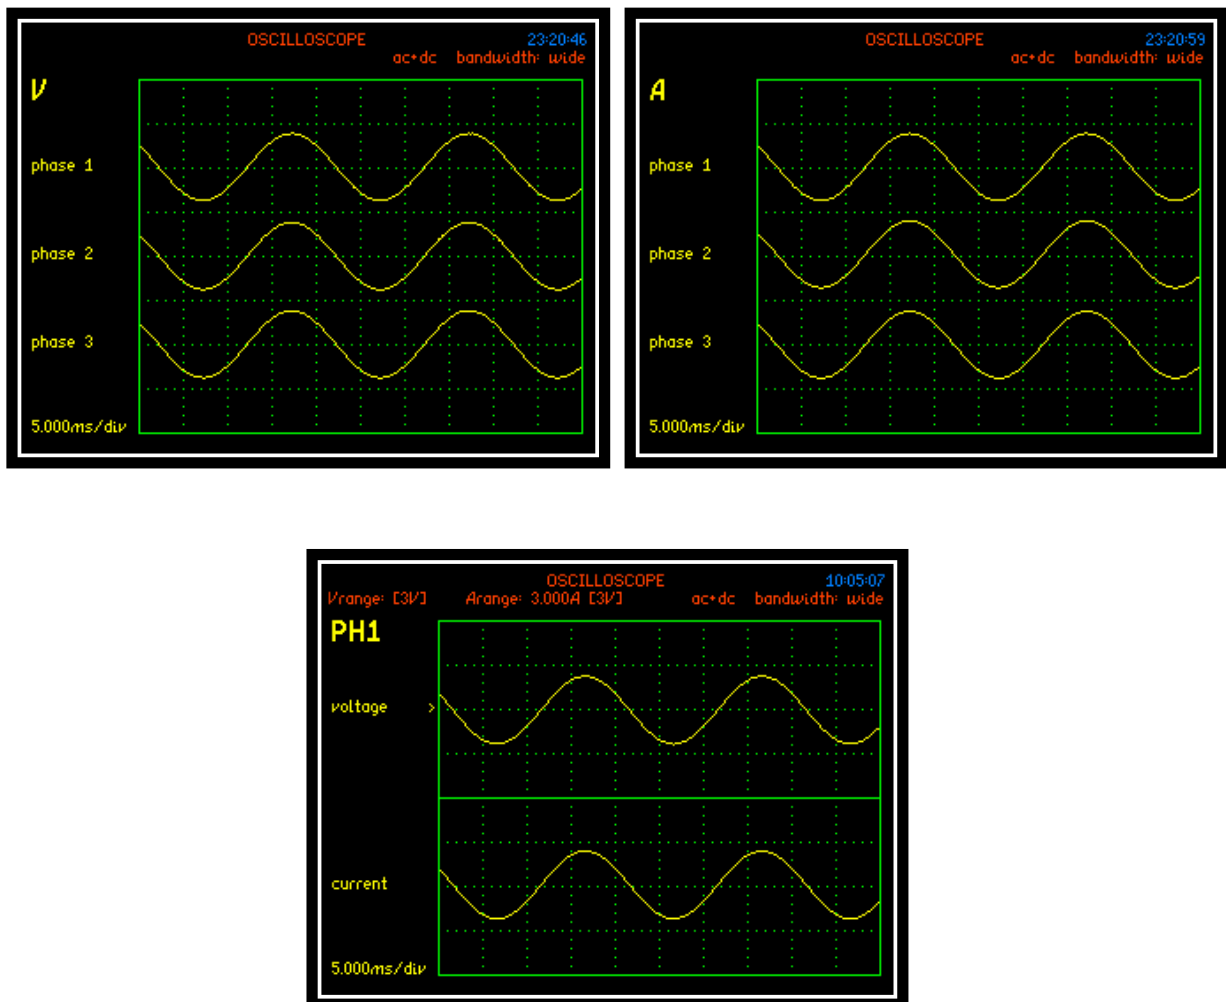 OSCILLOSCOPE 23:20:46
ac+dc bandwidth: wide
V
phase 1
phase 2
phase 3
5.000ms/div
OSCILLOSCOPE 23:20:59
ac+dc bandwidth: wide
A
phase 1
phase 2
phase 3
5.000ms/div
OSCILLOSCOPE 10:05:07
Vrange: [3V] Arange: 3.000A [3V] ac+dc bandwidth: wide
PH1
voltage >
current
5.000ms/div